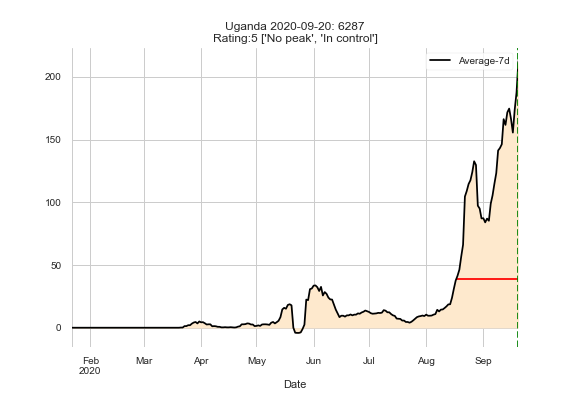 Uganda 2020-09-20: 6287
Rating:5 ['No peak', 'In control']
Average-7d
200
150
100
50
0
Feb Mar Apr May Jun Jul Aug Sep
2020
Date